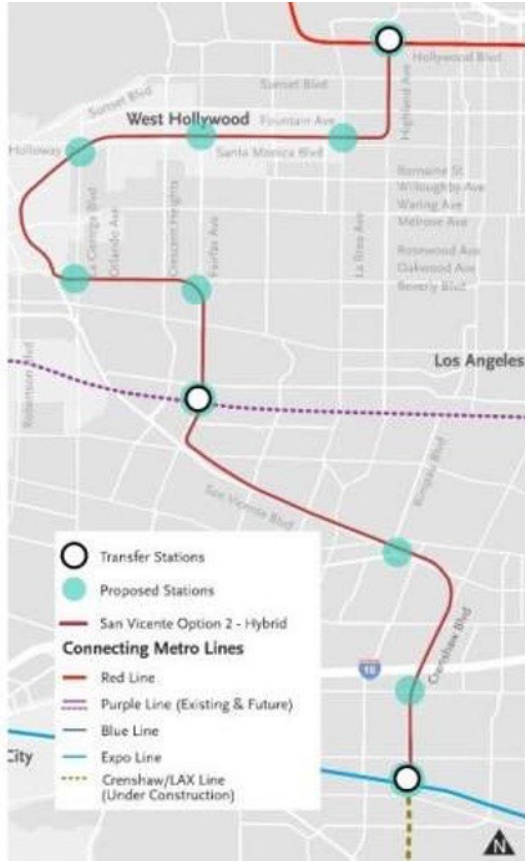 Hollywood Blvd
Highland Ave
Sunset Blvd
Sunset Blvd
Fountain Ave
West Hollywood
Holloway
Santa Monica Blvd
Romaine St
Willoughby Ave
Waring Ave
Melrose Ave
La Cienega Blvd
Orlando Ave
Crescent Heights
Fairfax Ave
La Brea Ave
Rosewood Ave
Oakwood Ave
Beverly Blvd
Robertson Blvd
Los Angeles
San Vicente Blvd
Rimpau Blvd
Transfer Stations
Proposed Stations
San Vicente Option 2 - Hybrid
Connecting Metro Lines
Red Line
Purple Line (Existing & Future)
Blue Line
Expo Line
Crenshaw/LAX Line
(Under Construction)
10
Crenshaw Blvd
City
N